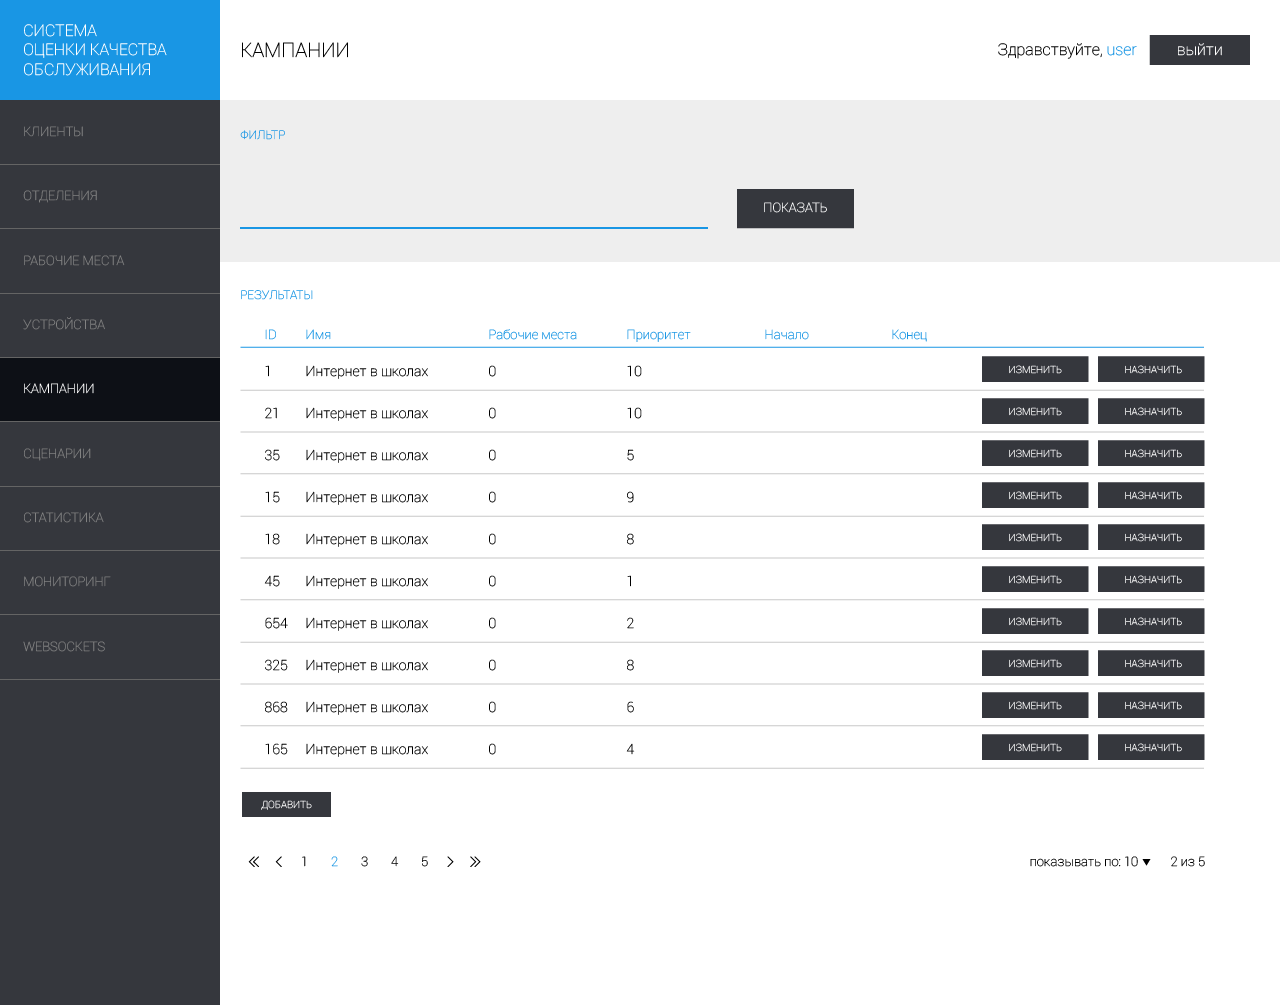 СИСТЕМА
ОЦЕНКИ КАЧЕСТВА
ОБСЛУЖИВАНИЯ
КАМПАНИИ
Здравствуйте, user ВЫЙТИ
КЛИЕНТЫ
ОТДЕЛЕНИЯ
РАБОЧИЕ МЕСТА
УСТРОЙСТВА
КАМПАНИИ
СЦЕНАРИИ
СТАТИСТИКА
МОНИТОРИНГ
WEBSOCKETS
ФИЛЬТР
ПОКАЗАТЬ
РЕЗУЛЬТАТЫ
ID Имя Рабочие места Приоритет Начало Конец
1 Интернет в школах 0 10 ИЗМЕНИТЬ НАЗНАЧИТЬ
21 Интернет в школах 0 10 ИЗМЕНИТЬ НАЗНАЧИТЬ
35 Интернет в школах 0 5 ИЗМЕНИТЬ НАЗНАЧИТЬ
15 Интернет в школах 0 9 ИЗМЕНИТЬ НАЗНАЧИТЬ
18 Интернет в школах 0 8 ИЗМЕНИТЬ НАЗНАЧИТЬ
45 Интернет в школах 0 1 ИЗМЕНИТЬ НАЗНАЧИТЬ
654 Интернет в школах 0 2 ИЗМЕНИТЬ НАЗНАЧИТЬ
325 Интернет в школах 0 8 ИЗМЕНИТЬ НАЗНАЧИТЬ
868 Интернет в школах 0 6 ИЗМЕНИТЬ НАЗНАЧИТЬ
165 Интернет в школах 0 4 ИЗМЕНИТЬ НАЗНАЧИТЬ
ДОБАВИТЬ
1 2 3 4 5
показывать по: 10 2 из 5